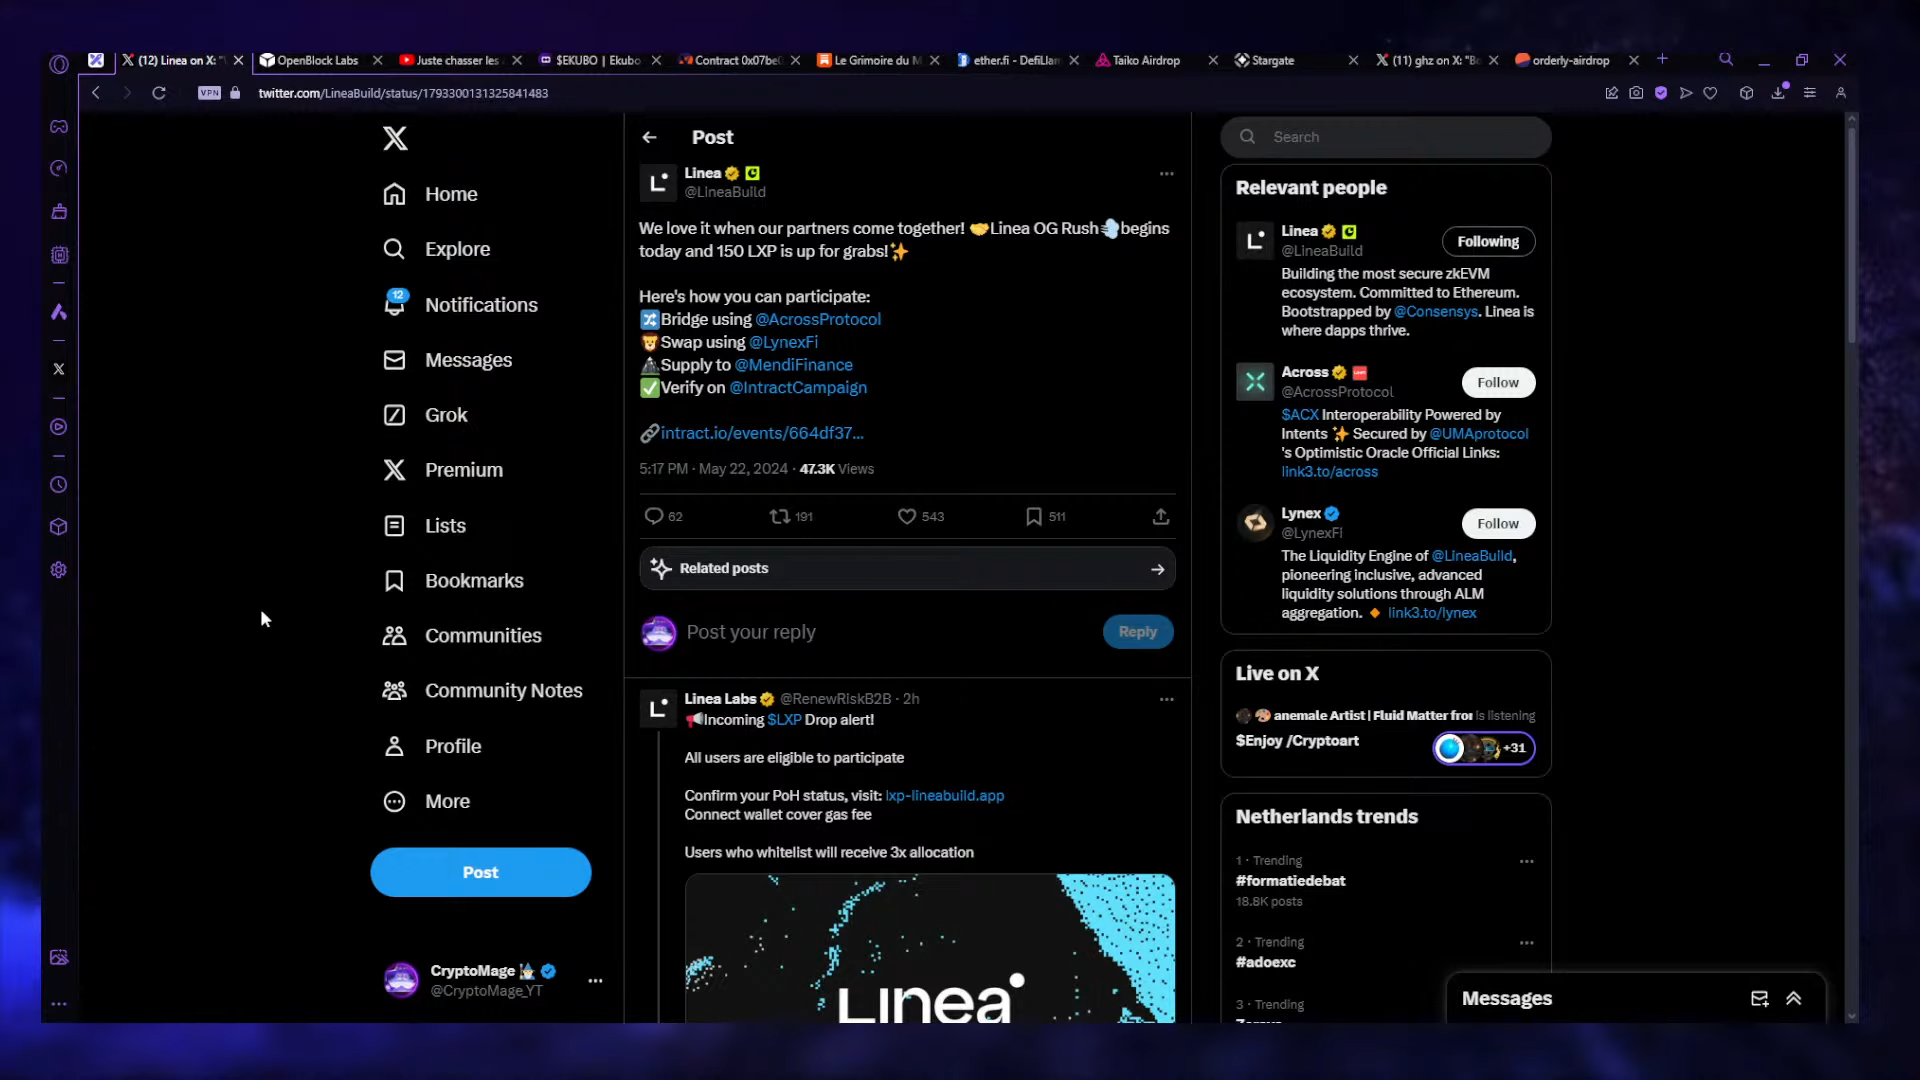 (12) Linea on X: "
OpenBlock Labs
Juste chasser les
$EKUBO | Ekubo
Contract 0x07be
Le Grimoire du M
ether.fi - DefiLlam
Taiko Airdrop
Stargate
(11) ghz on X: "Bo
orderly-airdrop
VPN
twitter.com/LineaBuild/status/1793300131325841483
Home
Explore
12
Notifications
Messages
Grok
Premium
Lists
Bookmarks
Communities
Community Notes
Profile
More
Post
CryptoMage
@CryptoMage_YT
Post
Linea
@LineaBuild
We love it when our partners come together! 🤝Linea OG Rush💨begins
today and 150 LXP is up for grabs!✨
Here's how you can participate:
🔀Bridge using @AcrossProtocol
🦁Swap using @LynexFi
Supply to @MendiFinance
✅Verify on @IntractCampaign
🔗intract.io/events/664df37...
5:17 PM · May 22, 2024 · 47.3K Views
62
191
543
511
Related posts
Post your reply
Reply
Linea Labs @RenewRiskB2B · 2h
📢Incoming $LXP Drop alert!
All users are eligible to participate
Confirm your PoH status, visit: lxp-lineabuild.app
Connect wallet cover gas fee
Users who whitelist will receive 3x allocation
Linea
Search
Relevant people
Linea
@LineaBuild
Following
Building the most secure zkEVM
ecosystem. Committed to Ethereum.
Bootstrapped by @Consensys. Linea is
where dapps thrive.
Across
@AcrossProtocol
Follow
$ACX Interoperability Powered by
Intents ✨ Secured by @UMAprotocol
's Optimistic Oracle Official Links:
link3.to/across
Lynex
@LynexFi
Follow
The Liquidity Engine of @LineaBuild,
pioneering inclusive, advanced
liquidity solutions through ALM
aggregation. 🔸 link3.to/lynex
Live on X
anemale Artist | Fluid Matter fror is listening
$Enjoy /Cryptoart
+31
Netherlands trends
1 · Trending
#formatiedebat
18.8K posts
2 · Trending
#adoexc
3 · Trending
Messages